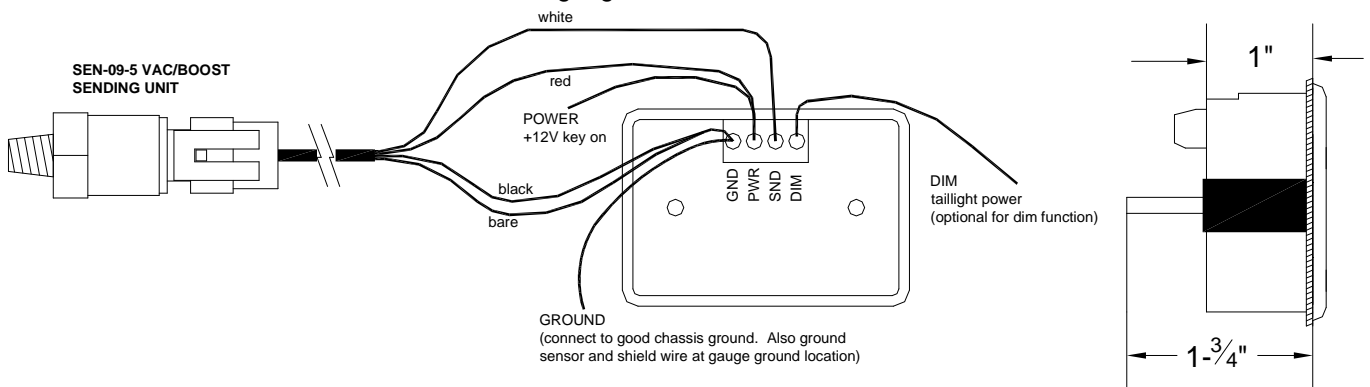 white
SEN-09-5 VAC/BOOST
SENDING UNIT
red
POWER
+12V key on
black
bare
GND
PWR
SND
DIM
DIM
taillight power
(optional for dim function)
GROUND
(connect to good chassis ground.  Also ground
sensor and shield wire at gauge ground location)
1"
1-3/4"